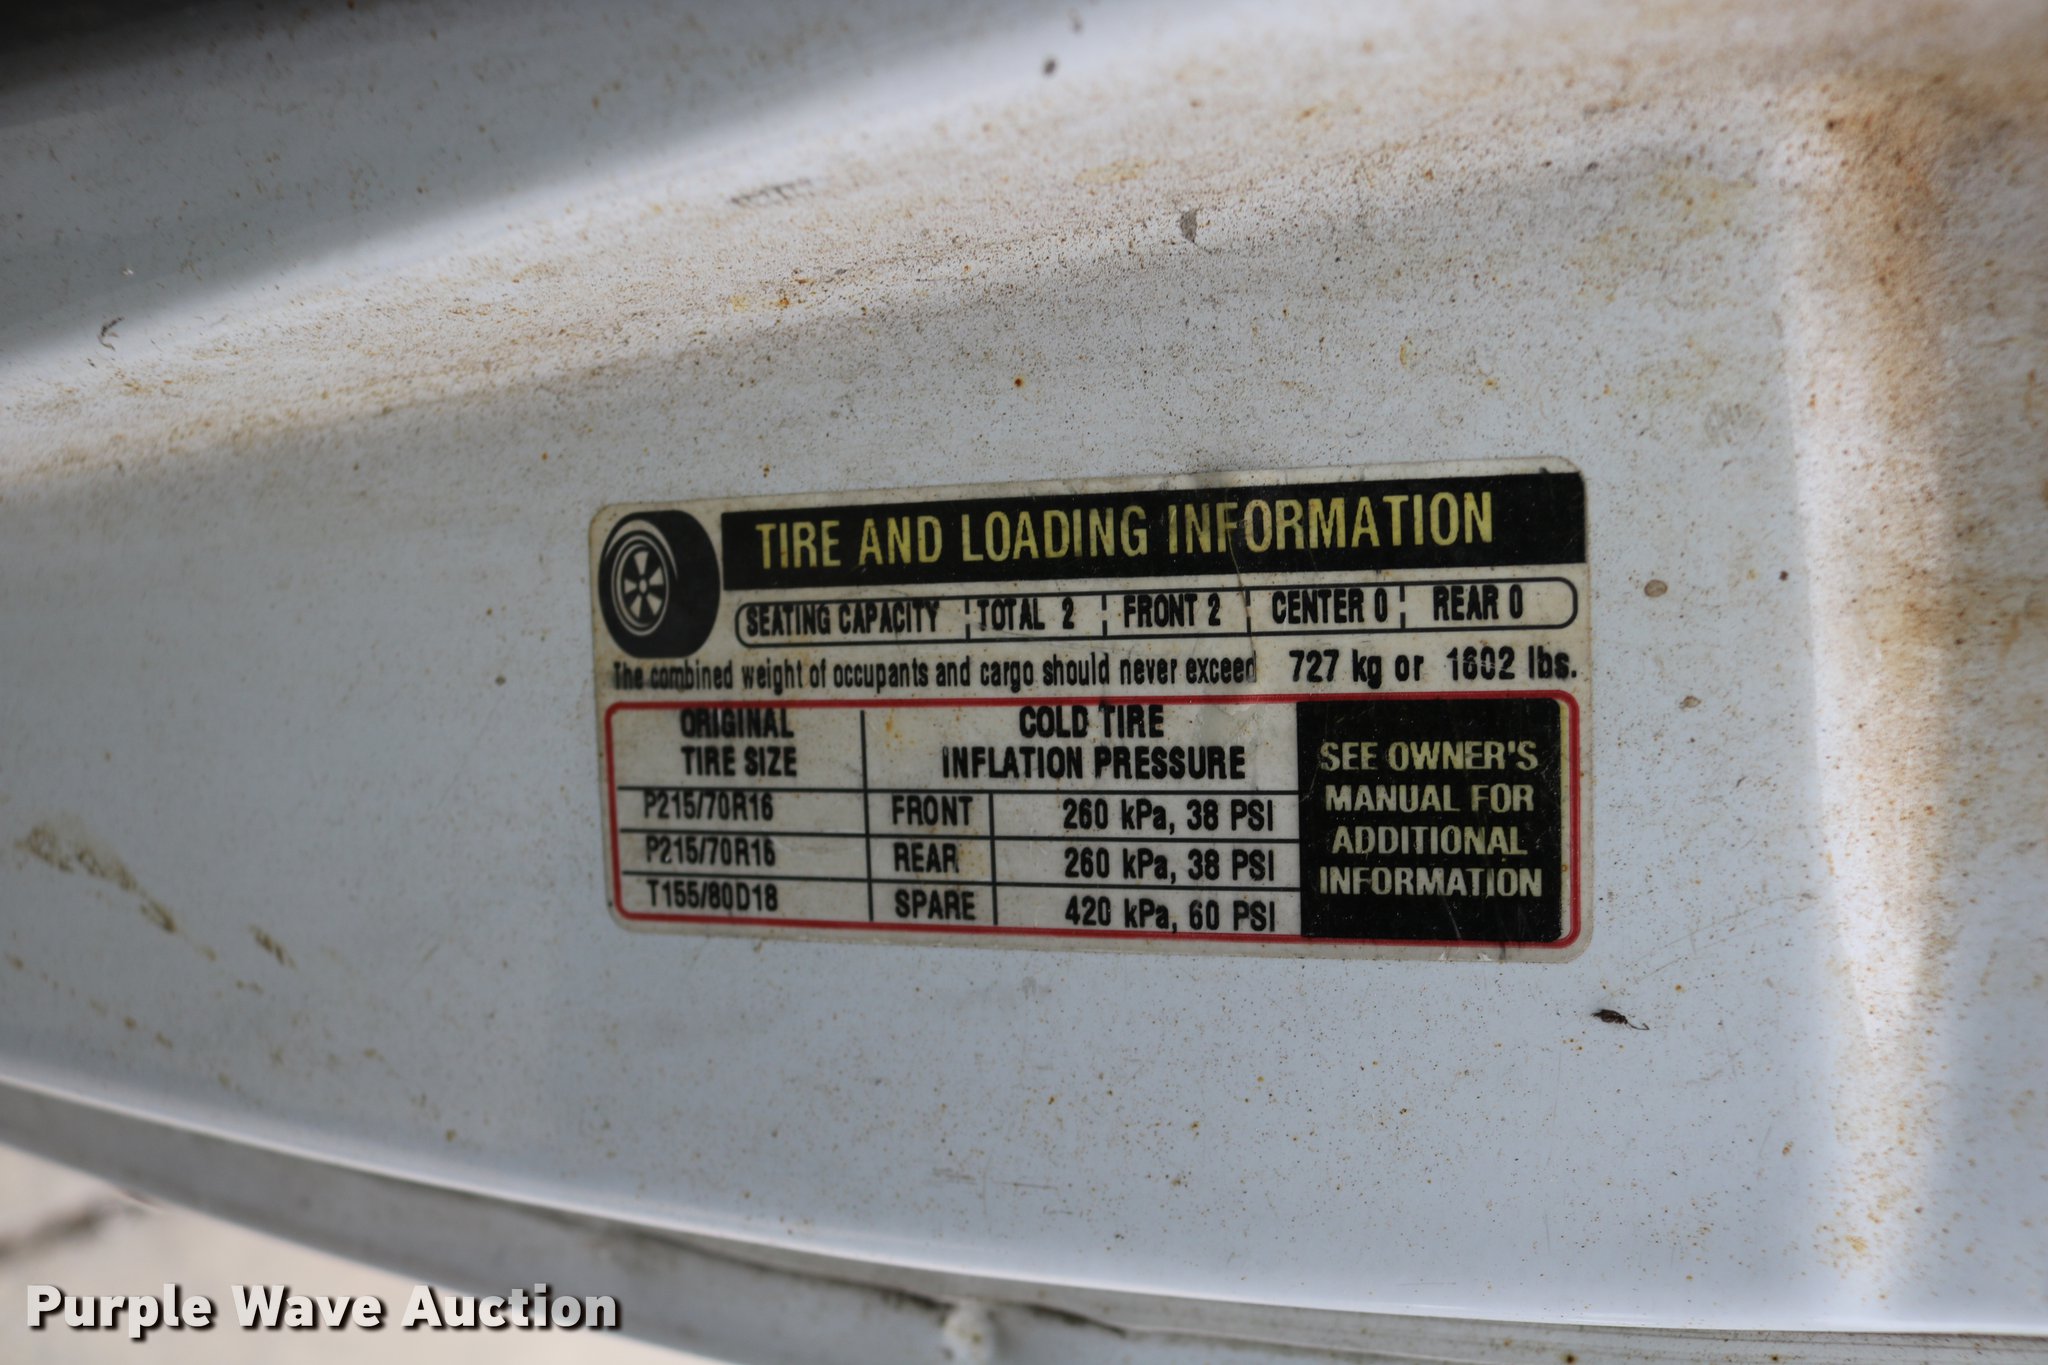 TIRE AND LOADING INFORMATION
SEATING CAPACITY TOTAL 2 FRONT 2 CENTER 0 REAR 0
The combined weight of occupants and cargo should never exceed 727 kg or 1602 lbs.
ORIGINAL TIRE SIZE
COLD TIRE INFLATION PRESSURE
P215/70R16 FRONT 260 kPa, 38 PSI
P215/70R16 REAR 260 kPa, 38 PSI
T155/80D18 SPARE 420 kPa, 60 PSI
SEE OWNER'S
MANUAL FOR
ADDITIONAL
INFORMATION
Purple Wave Auction